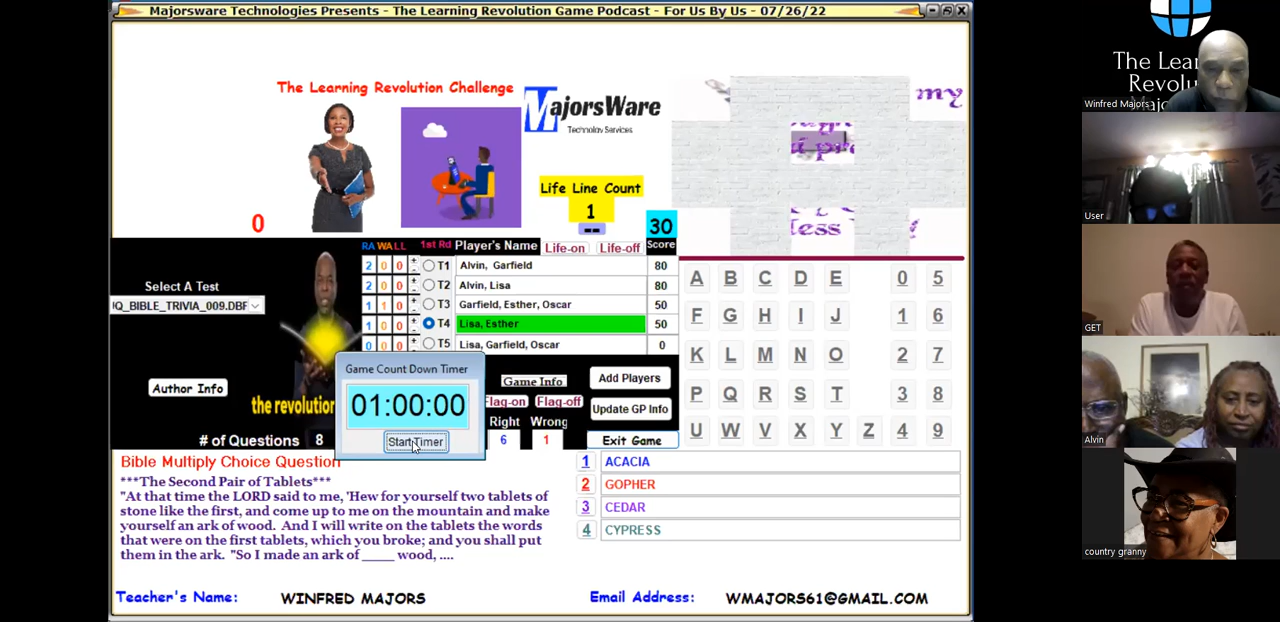 Majorsware Technologies Presents - The Learning Revolution Game Podcast - For Us By Us - 07/26/22
The Learning Revolution Challenge
MajorsWare
Technology Services
Life Line Count
1
--
0
30
RA WA LL 1st Rd Player's Name Life-on Life-off Score
2 0 0 + - T1 Alvin, Garfield 80
2 0 0 + - T2 Alvin, Lisa 80
1 1 0 + - T3 Garfield, Esther, Oscar 50
1 0 0 + - T4 Lisa, Esther 50
0 0 0 + - T5 Lisa, Garfield, Oscar 0
Select A Test
IQ_BIBLE_TRIVIA_009.DBF
Author Info
the revolution
# of Questions 8
Game Count Down Timer
01:00:00
Start Timer
Game Info
Flag-on Flag-off
Right Wrong
6 1
Add Players
Update GP Info
Exit Game
A B C D E 0 5
F G H I J 1 6
K L M N O 2 7
P Q R S T 3 8
U W V X Y Z 4 9
Bible Multiply Choice Question
***The Second Pair of Tablets***
"At that time the LORD said to me, 'Hew for yourself two tablets of
stone like the first, and come up to me on the mountain and make
yourself an ark of wood. And I will write on the tablets the words
that were on the first tablets, which you broke; and you shall put
them in the ark. "So I made an ark of ____ wood, ....
1 ACACIA
2 GOPHER
3 CEDAR
4 CYPRESS
Teacher's Name: WINFRED MAJORS
Email Address: WMAJORS61@GMAIL.COM
The Lear
Revolu
Winfred Majors
User
GET
Alvin
country granny